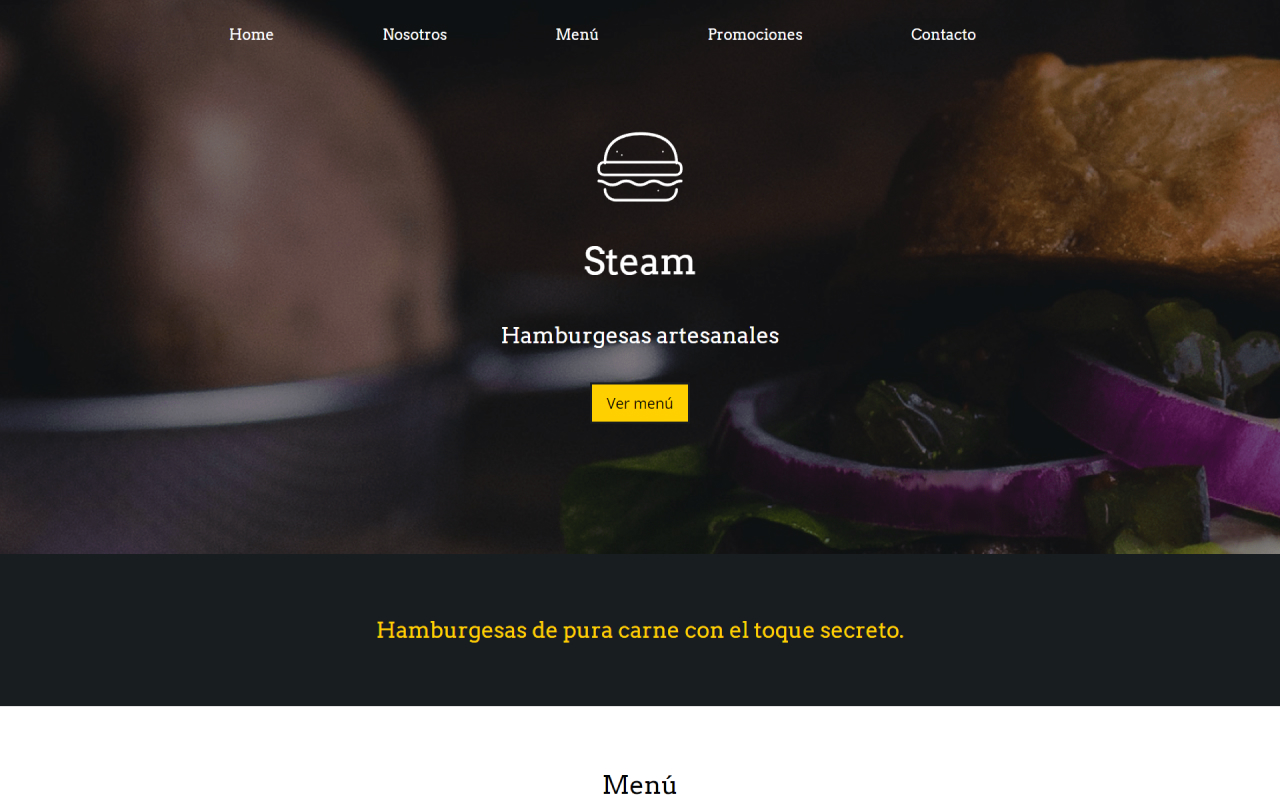 Home Nosotros Menú Promociones Contacto
Steam
Hamburgesas artesanales
Ver menú
Hamburgesas de pura carne con el toque secreto.
Menú